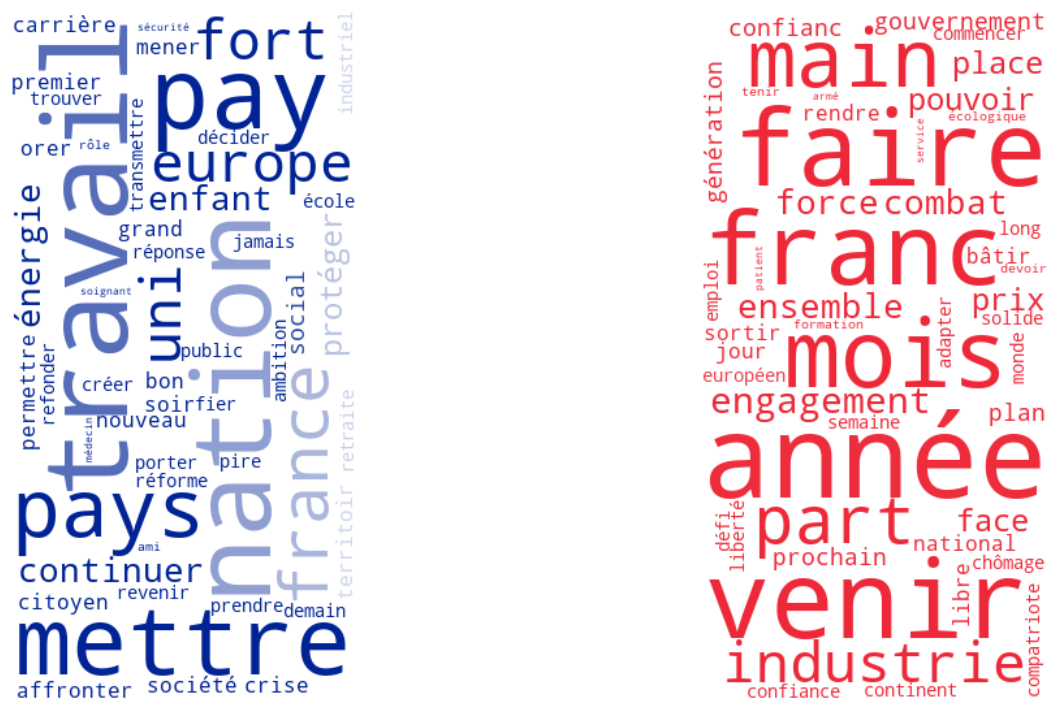 carrière
sécurité
mener
fort
industriel
premier
trouver
travail
pay
transmettre
décider
orer
rôle
europe
enfant
école
énergie
grand
réponse
jamais
nation
protéger
soignant
uni
social
public
ambition
permettre
refonder
créer
bon
france
soir
fier
nouveau
médecin
retraite
porter
pire
réforme
pays
territoir
ami
continuer
revenir
citoyen
prendre
demain
mettre
affronter
société
crise
confianc
gouvernement
commencer
main
place
génération
tenir
armé
pouvoir
rendre
écologique
faire
service
force
combat
franc
long
bâtir
devoir
patient
emploi
ensemble
prix
solide
formation
adapter
sortir
jour
mois
monde
européen
engagement
plan
semaine
année
part
défi
liberté
face
national
prochain
chômage
venir
libre
compatriote
industrie
confiance
continent